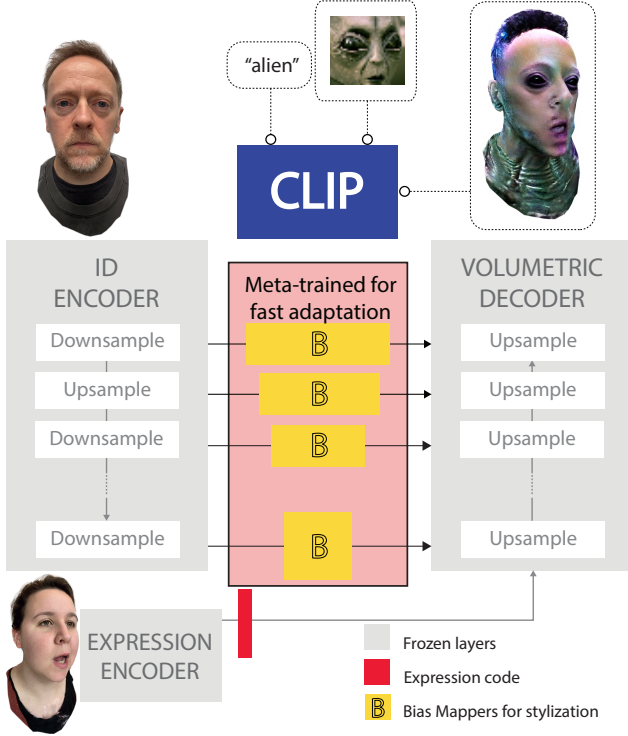 “alien”
CLIP
ID
ENCODER
Downsample
Upsample
Downsample
Downsample
Meta-trained for
fast adaptation
B
B
B
B
VOLUMETRIC
DECODER
Upsample
Upsample
Upsample
Upsample
EXPRESSION
ENCODER
Frozen layers
Expression code
B Bias Mappers for stylization